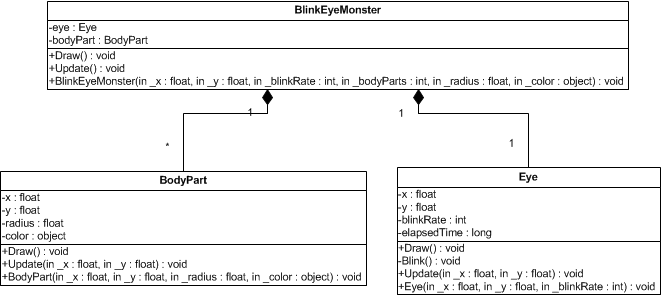 BlinkEyeMonster
-eye : Eye
-bodyPart : BodyPart
+Draw() : void
+Update() : void
+BlinkEyeMonster(in _x : float, in _y : float, in _blinkRate : int, in _bodyParts : int, in _radius : float, in _color : object) : void
1
1
*
1
BodyPart
-x : float
-y : float
-radius : float
-color : object
+Draw() : void
+Update(in _x : float, in _y : float) : void
+BodyPart(in _x : float, in _y : float, in _radius : float, in _color : object) : void
Eye
-x : float
-y : float
-blinkRate : int
-elapsedTime : long
+Draw() : void
-Blink() : void
+Update(in _x : float, in _y : float) : void
+Eye(in _x : float, in _y : float, in _blinkRate : int) : void